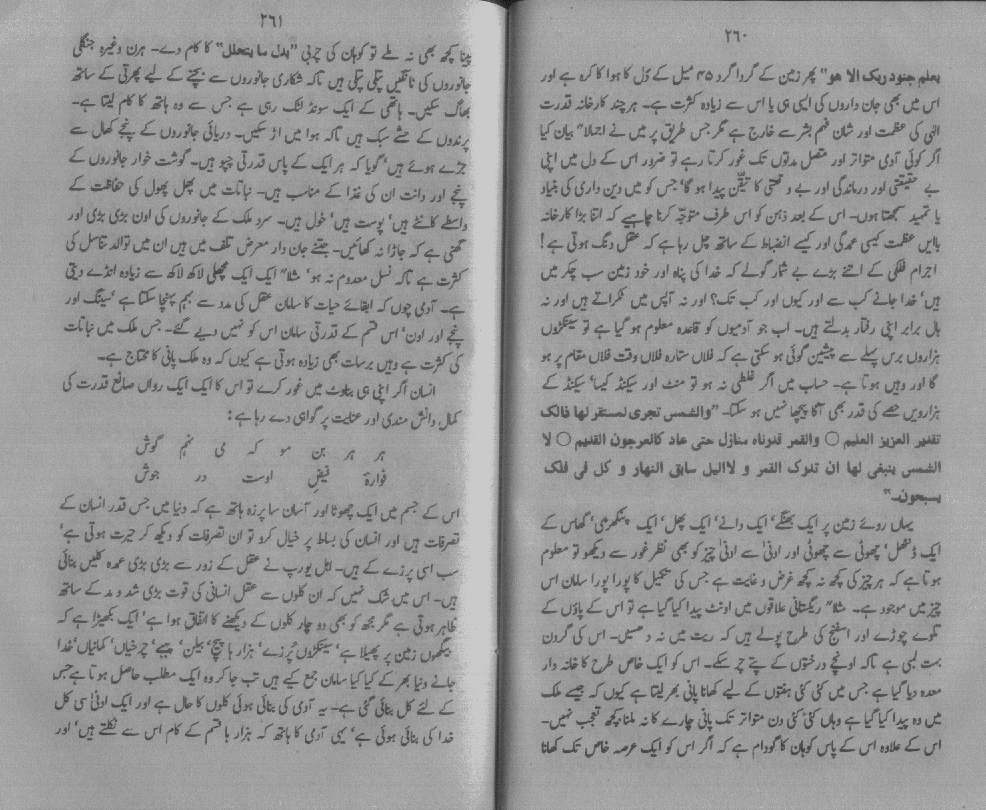 ۲۶۰
یعلم جنود ربک الا ھو" پھر زمین کے گردا گرد ۴۵ میل کے دَل کا ہوا کا کرہ ہے اور
اس میں بھی جان داروں کی ایسی ہی یا اس سے زیادہ کثرت ہے۔ ہر چند کارخانہ قدرت
الٰہی کی عظمت اور شان فہم بشر سے خارج ہے مگر جس طریق پر میں نے اجمالاً بیان کیا
اگر کوئی آدمی متواتر اور متصل مدتوں تک غور کرتا رہے تو ضرور اس کے دل میں اپنی
بے حقیقتی اور درماندگی اور بے وقعتی کا تیقّن پیدا ہو گا' جس کو میں دین داری کی بنیاد
یا تمہید سمجھتا ہوں۔ اس کے بعد ذہن کو اس طرف متوجّہ کرنا چاہیے کہ اتنا بڑا کارخانہ
بایں عظمت کیسی عمدگی اور کیسے انضباط کے ساتھ چل رہا ہے کہ عقل دنگ ہوتی ہے!
اجرام فلکی کے اتنے بڑے بے شمار گولے کہ خدا کی پناہ اور خود زمین سب چکر میں
ہیں' خدا جانے کب سے اور کیوں اور کب تک؟ اور نہ آپس میں ٹکراتے ہیں اور نہ
بال برابر اپنی رفتار بدلتے ہیں۔ اب جو آدمیوں کو قاعدہ معلوم ہو گیا ہے تو سینکڑوں
ہزاروں برس پہلے سے پیشین گوئی ہو سکتی ہے کہ فلاں ستارہ فلاں وقت فلاں مقام پر ہو
گا اور وہیں ہوتا ہے۔ حساب میں اگر غلطی نہ ہو تو منٹ اور سیکنڈ کیسا' سیکنڈ کے
ہزارویں حصے کی قدر بھی آگا پیچھا نہیں ہو سکتا۔ "والشمس تجری لمستقر لھا ذالک
تقدیر العزیز العلیم ○ والقمر قدرناہ منازل حتی عاد کالعرجون القدیم ○ لا
الشمس ینبغی لھا ان تدرک القمر و لا الیل سابق النھار و کل فی فلک
یسبحون۔"
یہاں روئے زمین پر ایک بھنگے' ایک دانے' ایک پھل' ایک پنکھڑی' گھاس کے
ایک ڈنٹھل' چھوٹی سے چھوٹی اور ادنیٰ سے ادنیٰ چیز کو بھی نظر غور سے دیکھو تو معلوم
ہوتا ہے کہ ہر چیز کی کچھ نہ کچھ غرض و غایت ہے جس کی تکمیل کا پورا پورا سامان اس
چیز میں موجود ہے۔ مثلاً ریگستانی علاقوں میں اونٹ پیدا کیا گیا ہے تو اس کے پاؤں کے
تلوے چوڑے اور اسفنج کی طرح پولے ہیں کہ ریت میں نہ دھنسیں۔ اس کی گردن
بہت لمبی ہے تاکہ اونچے درختوں کے پتے چر سکے۔ اس کو ایک خاص طرح کا خانہ دار
معدہ دیا گیا ہے جس میں کئی کئی ہفتوں کے لیے کھانا پانی بھر لیتا ہے کیوں کہ جیسے ملک
میں وہ پیدا کیا گیا ہے وہاں کئی کئی دن متواتر تک پانی چارے کا نہ ملنا کچھ تعجب نہیں۔
اس کے علاوہ اس کے پاس کوہان کا گودام ہے کہ اگر اس کو ایک عرصہ خاص تک کھانا
۲۶۱
پینا کچھ بھی نہ ملے تو کوہان کی چربی "بدل ما یتحلل" کا کام دے۔ ہرن وغیرہ جنگلی
جانوروں کی ٹانگیں پتلی پتلی ہیں تاکہ شکاری جانوروں سے بچنے کے لیے پھرتی کے ساتھ
بھاگ سکیں۔ ہاتھی کے ایک سونڈ لٹک رہی ہے جس سے وہ ہاتھ کا کام لیتا ہے۔
پرندوں کے جثے سبک ہیں تاکہ ہوا میں اڑ سکیں۔ دریائی جانوروں کے پنجے کھال سے
جڑے ہوئے ہیں' گویا کہ ہر ایک کے پاس قدرتی چپو ہیں۔ گوشت خوار جانوروں کے
پنجے اور دانت ان کی غذا کے مناسب ہیں۔ نباتات میں پھل پھول کی حفاظت کے
واسطے کانٹے ہیں' پوست ہیں' خول ہیں۔ سرد ملک کے جانوروں کی اون بڑی بڑی اور
گھنی ہے کہ جاڑا نہ کھائیں۔ جتنے جان دار معرض تلف میں ہیں ان میں توالد تناسل کی
کثرت ہے تاکہ نسل معدوم نہ ہو' مثلاً ایک ایک مچھلی لاکھ لاکھ سے زیادہ انڈے دیتی
ہے۔ آدمی چوں کہ ابقائے حیات کا سامان عقل کی مدد سے بہم پہنچا سکتا ہے' سینگ اور
پنجے اور اون' اس قسم کے قدرتی سامان اس کو نہیں دیے گئے۔ جس ملک میں نباتات
کی کثرت ہے وہیں برسات بھی زیادہ ہوتی ہے کیوں کہ وہ ملک پانی کا محتاج ہے۔
انسان اگر اپنی ہی بناوٹ میں غور کرے تو اس کا ایک ایک رواں صانع قدرت کی
کمال دانش مندی اور عنایت پر گواہی دے رہا ہے:
ہر ہر بن مو کہ می نہم گوش
فوارۂ فیض اوست در جوش
اس کے جسم میں ایک چھوٹا اور آسان سا پرزہ ہاتھ ہے کہ دنیا میں جس قدر انسان کے
تصرفات ہیں اور انسان کی بساط پر خیال کرو تو ان تصرفات کو دیکھ کر حیرت ہوتی ہے'
سب اسی پرزے کے ہیں۔ اہل یورپ نے عقل کے زور سے بڑی بڑی عمدہ کلیں بنائی
ہیں۔ اس میں شک نہیں کہ ان کلوں سے عقل انسانی کی قوت بڑی شد و مد کے ساتھ
ظاہر ہوتی ہے مگر مجھ کو بھی دو چار کلوں کے دیکھنے کا اتفاق ہوا ہے' ایک بکھیڑا ہے کہ
بیگھوں زمین پر پھیلا ہے' سینکڑوں پُرزے' ہزار ہا پیچ' بیلن' پہیے' چرخیاں' کمانیاں' خدا
جانے دنیا بھر کے کیا کیا سامان جمع کیے ہیں تب جا کر وہ ایک مطلب حاصل ہوتا ہے جس
کے لئے کل بنائی گئی ہے۔ یہ آدمی کی بنائی ہوئی کلوں کا حال ہے اور ایک ادنیٰ سی کل
خدا کی بنائی ہوئی ہے' یہی آدمی کا ہاتھ کہ ہزار ہا قسم کے کام اس سے نکلتے ہیں' اور